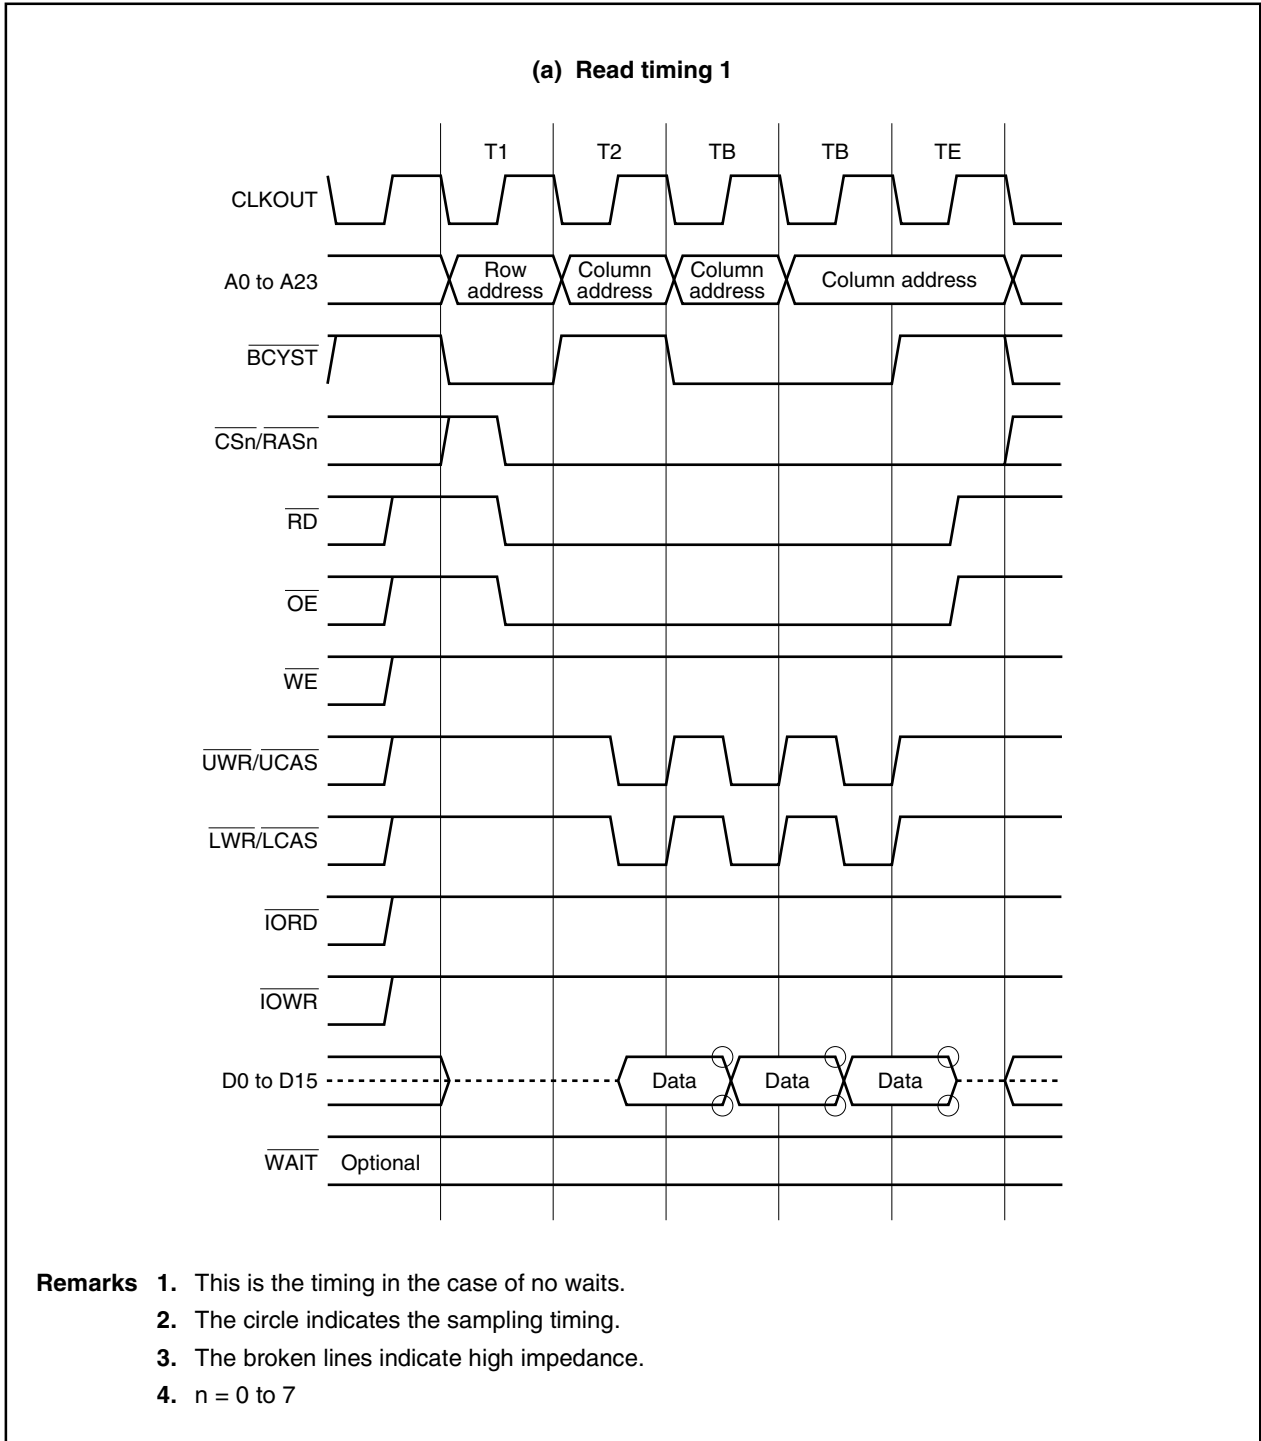 (a) Read timing 1
T1 T2 TB TB TE
CLKOUT
A0 to A23
Row address
Column address
Column address
Column address
BCYST
CSn/RASn
RD
OE
WE
UWR/UCAS
LWR/LCAS
IORD
IOWR
D0 to D15
Data Data Data
WAIT Optional
Remarks 1. This is the timing in the case of no waits.
2. The circle indicates the sampling timing.
3. The broken lines indicate high impedance.
4. n = 0 to 7